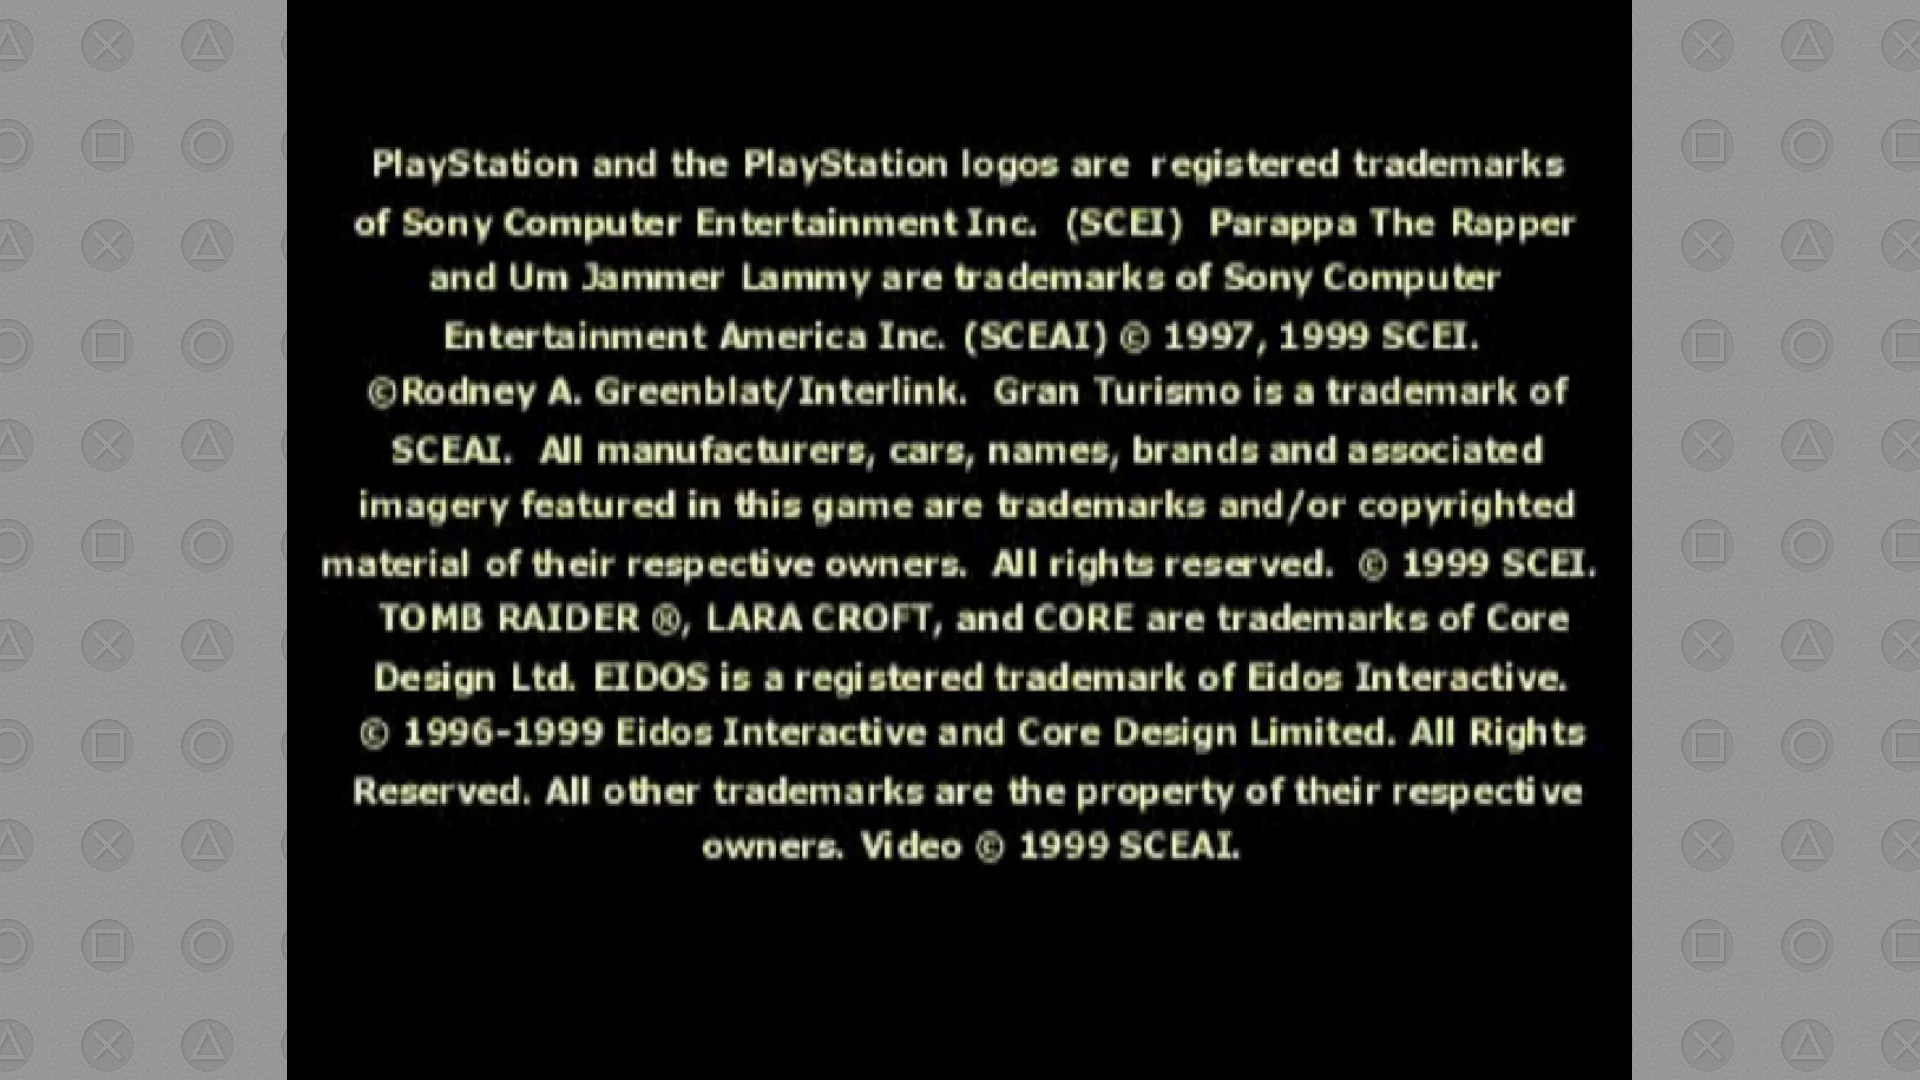 PlayStation and the PlayStation logos are registered trademarks
of Sony Computer Entertainment Inc. (SCEI) Parappa The Rapper
and Um Jammer Lammy are trademarks of Sony Computer
Entertainment America Inc. (SCEAI) © 1997, 1999 SCEI.
©Rodney A. Greenblat/Interlink. Gran Turismo is a trademark of
SCEAI. All manufacturers, cars, names, brands and associated
imagery featured in this game are trademarks and/or copyrighted
material of their respective owners. All rights reserved. © 1999 SCEI.
TOMB RAIDER ®, LARA CROFT, and CORE are trademarks of Core
Design Ltd. EIDOS is a registered trademark of Eidos Interactive.
© 1996-1999 Eidos Interactive and Core Design Limited. All Rights
Reserved. All other trademarks are the property of their respective
owners. Video © 1999 SCEAI.